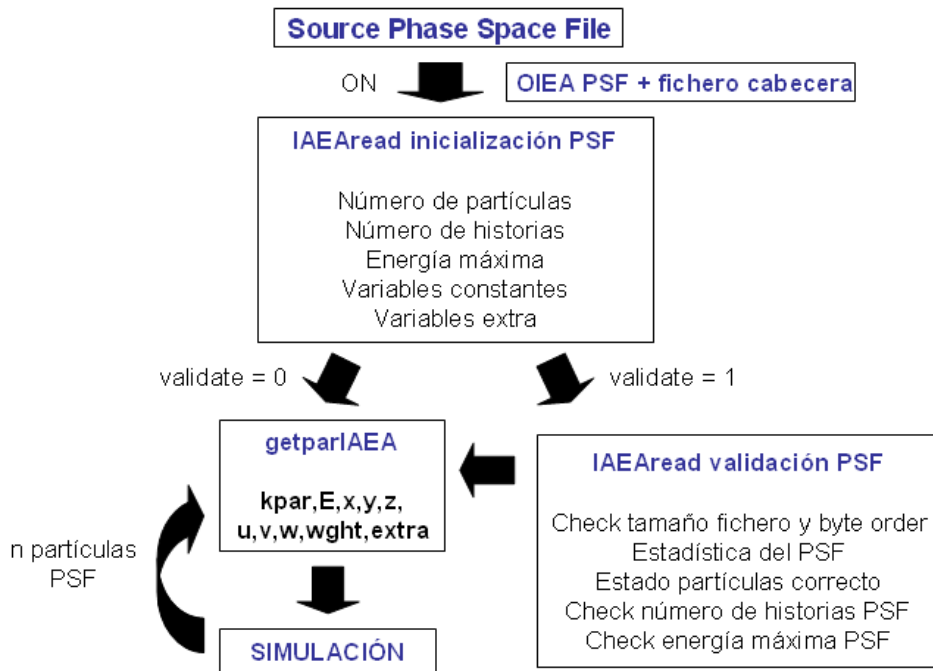 Source Phase Space File
ON
OIEA PSF + fichero cabecera
IAEAread inicialización PSF
Número de partículas
Número de historias
Energía máxima
Variables constantes
Variables extra
validate = 0
validate = 1
getparIAEA
kpar,E,x,y,z,
u,v,w,wght,extra
IAEAread validación PSF
Check tamaño fichero y byte order
Estadística del PSF
Estado partículas correcto
Check número de historias PSF
Check energía máxima PSF
n partículas
PSF
SIMULACIÓN